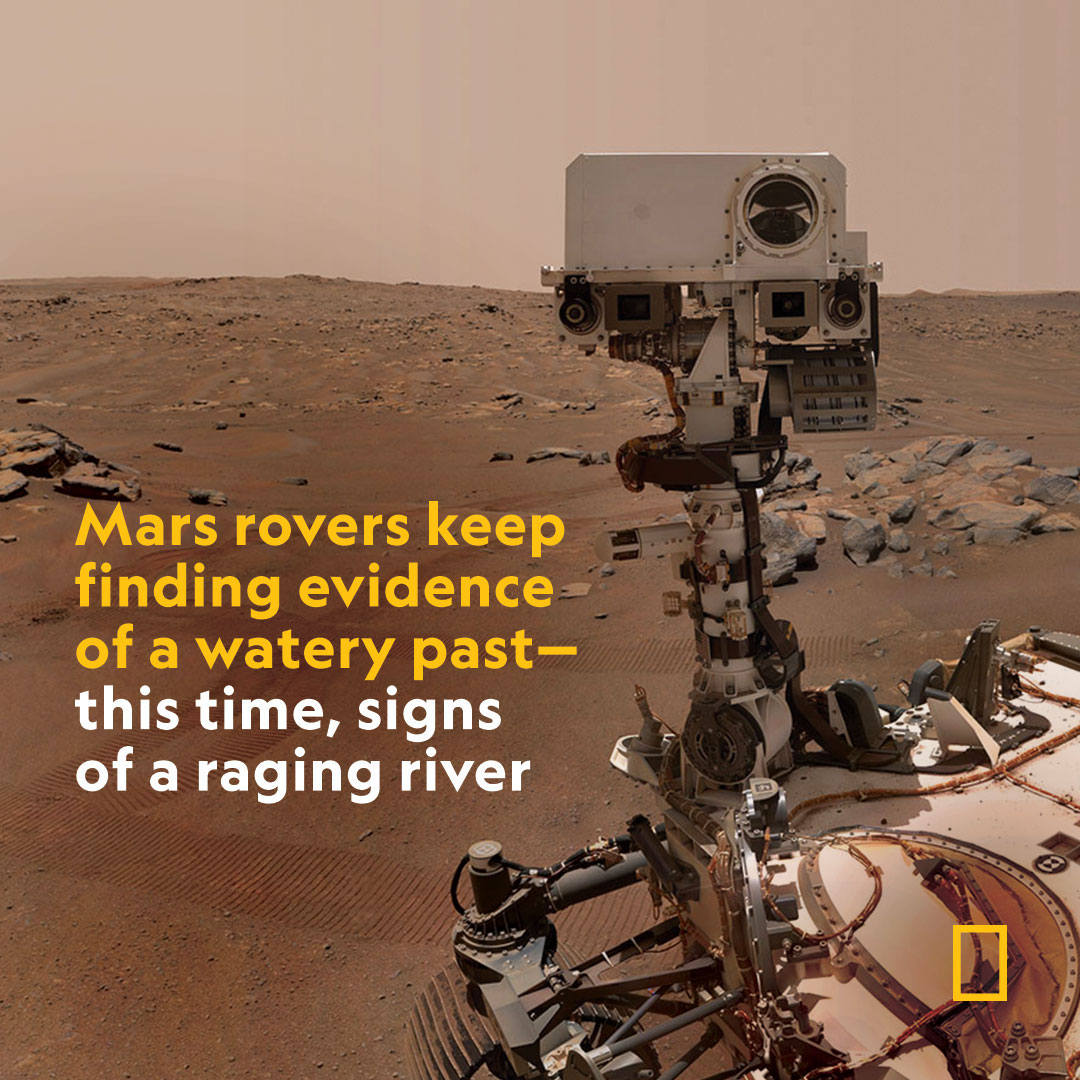 Mars rovers keep
finding evidence
of a watery past—
this time, signs
of a raging river